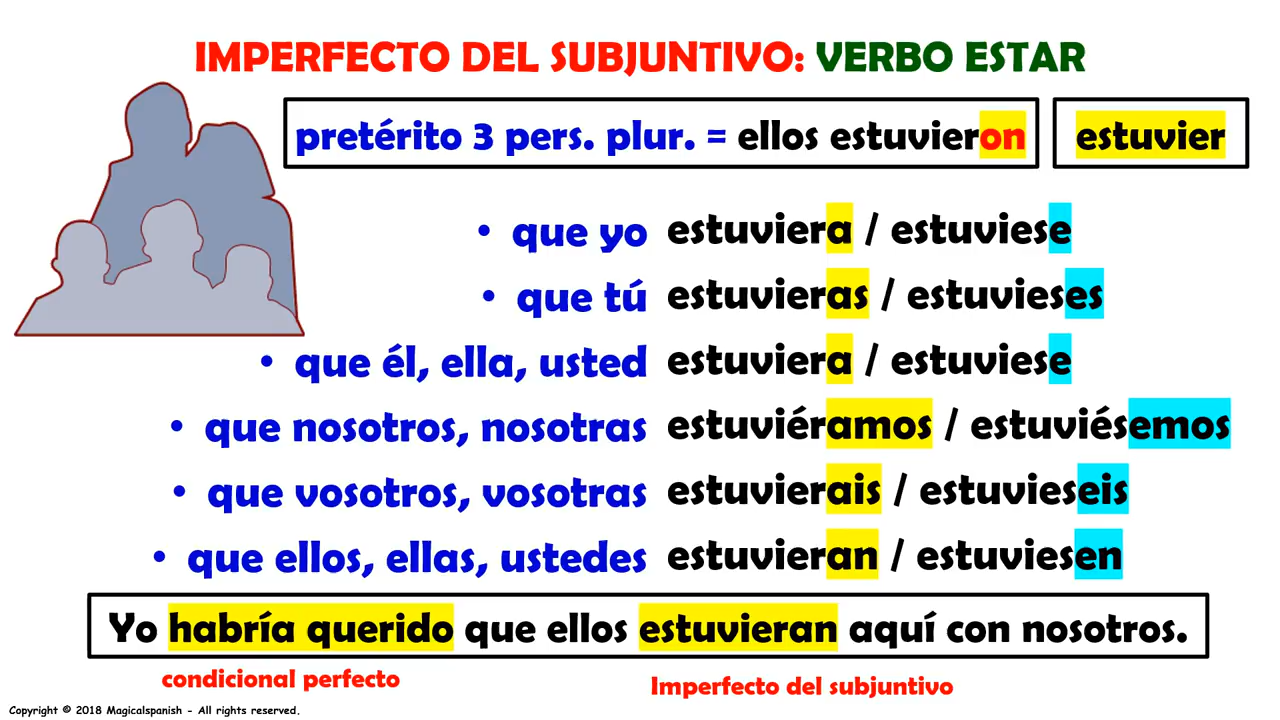 IMPERFECTO DEL SUBJUNTIVO: VERBO ESTAR
pretérito 3 pers. plur. = ellos estuvieron
estuvier
• que yo estuviera / estuviese
• que tú estuvieras / estuvieses
• que él, ella, usted estuviera / estuviese
• que nosotros, nosotras estuviéramos / estuviésemos
• que vosotros, vosotras estuvierais / estuvieseis
• que ellos, ellas, ustedes estuvieran / estuviesen
Yo habría querido que ellos estuvieran aquí con nosotros.
condicional perfecto
Imperfecto del subjuntivo
Copyright © 2018 Magicalspanish - All rights reserved.